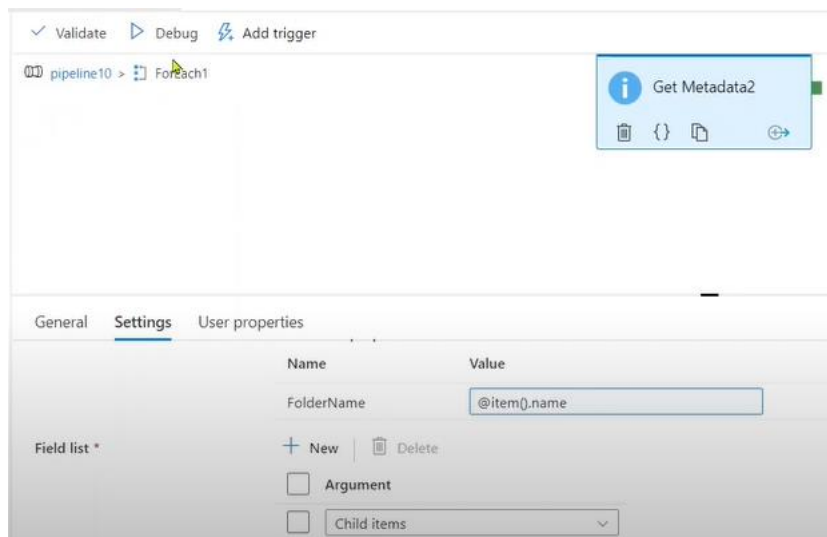 Validate Debug Add trigger
pipeline10 > ForEach1
Get Metadata2
General Settings User properties
Name Value
FolderName @item().name
Field list * New Delete
Argument
Child items